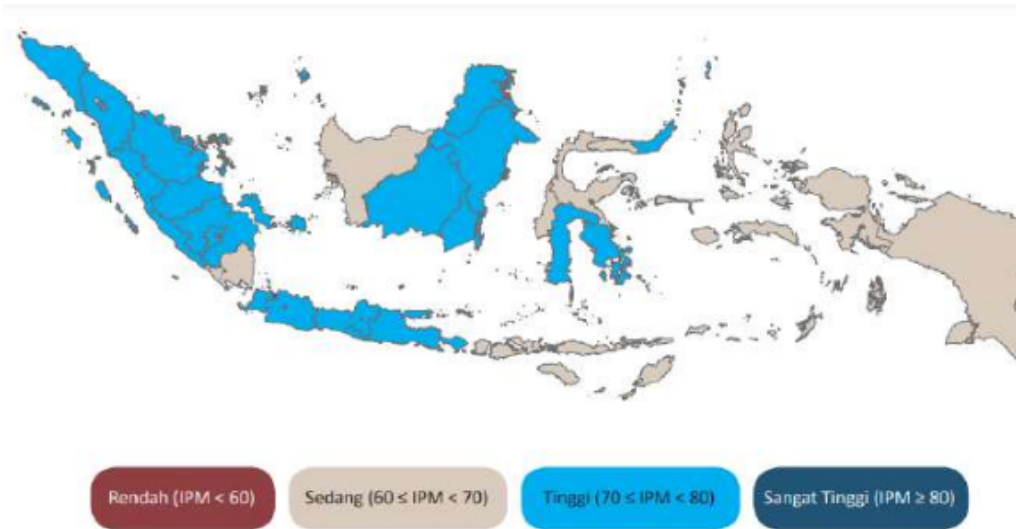 Rendah (IPM < 60)
Sedang (60 ≤ IPM < 70)
Tinggi (70 ≤ IPM < 80)
Sangat Tinggi (IPM ≥ 80)